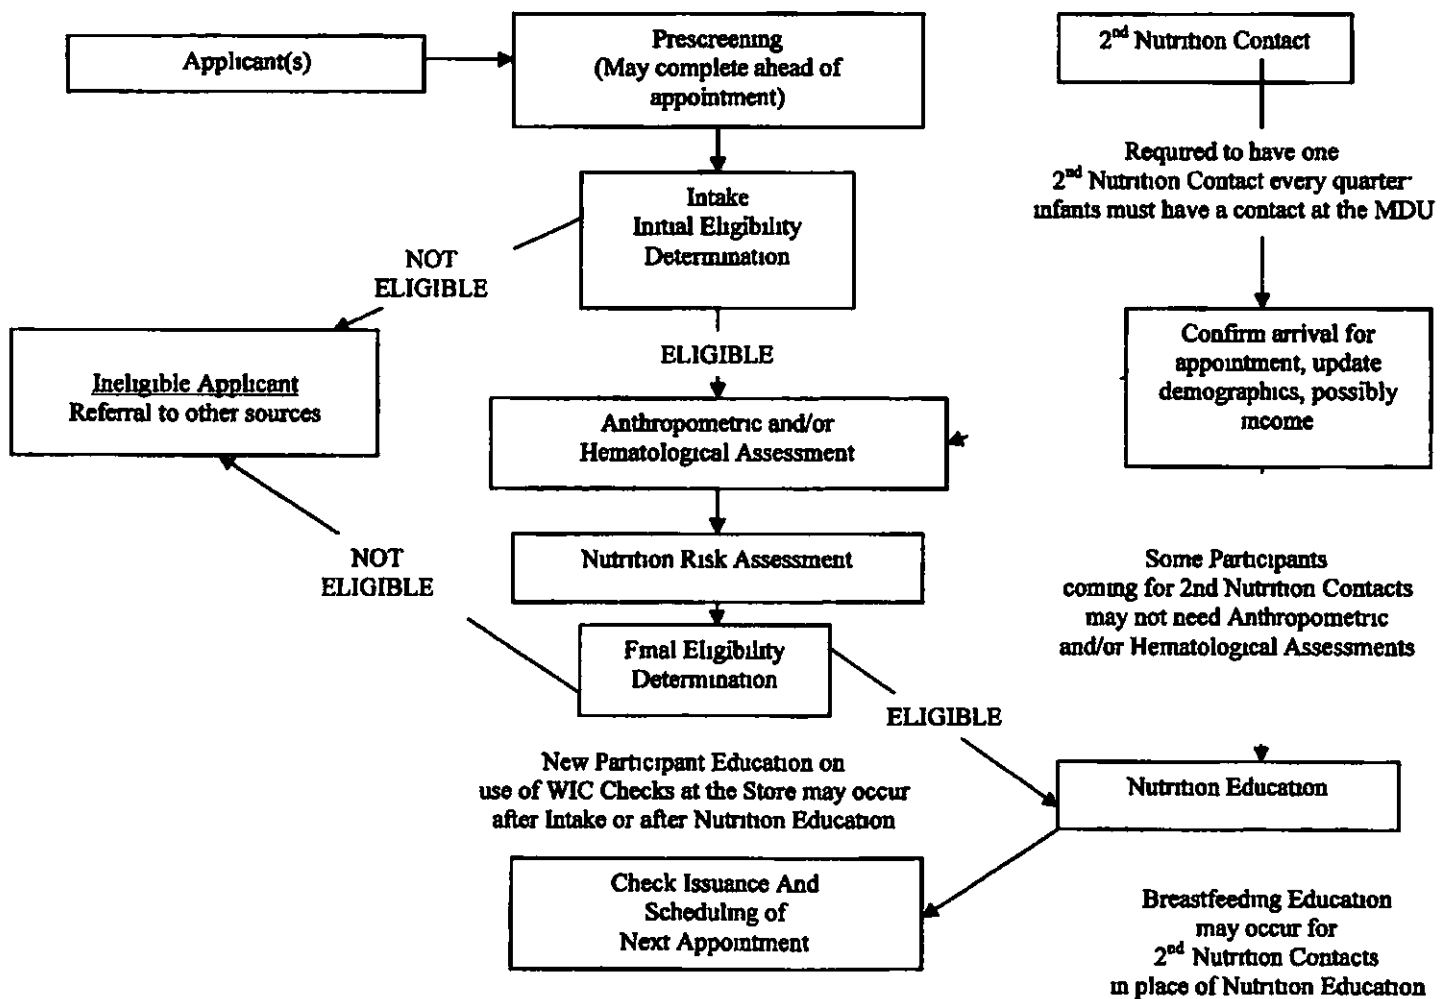 Applicant(s)
Prescreening
(May complete ahead of
appointment)
2nd Nutrition Contact
Required to have one
2nd Nutrition Contact every quarter
infants must have a contact at the MDU
Intake
Initial Eligibility
Determination
NOT
ELIGIBLE
ELIGIBLE
Ineligible Applicant
Referral to other sources
Confirm arrival for
appointment, update
demographics, possibly
income
Anthropometric and/or
Hematological Assessment
Nutrition Risk Assessment
NOT
ELIGIBLE
Some Participants
coming for 2nd Nutrition Contacts
may not need Anthropometric
and/or Hematological Assessments
Final Eligibility
Determination
ELIGIBLE
New Participant Education on
use of WIC Checks at the Store may occur
after Intake or after Nutrition Education
Nutrition Education
Check Issuance And
Scheduling of
Next Appointment
Breastfeeding Education
may occur for
2nd Nutrition Contacts
in place of Nutrition Education